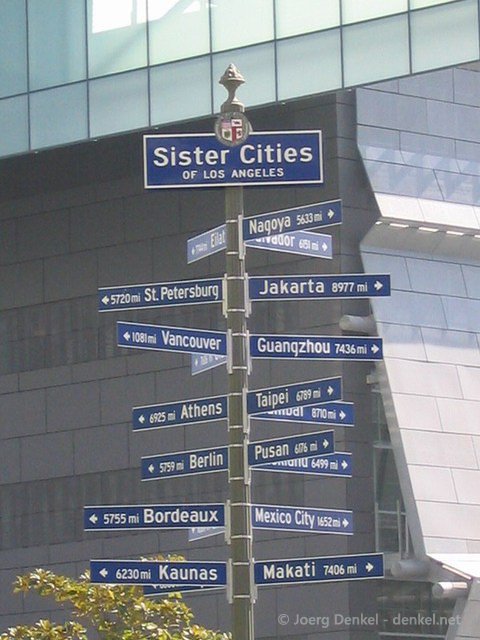 Sister Cities
OF LOS ANGELES
Nagoya 5633 mi
Eilat
6151 mi
5720 mi St. Petersburg
Jakarta 8977 mi
1081 mi Vancouver
Guangzhou 7436 mi
Taipei 6789 mi
6925 mi Athens
8710 mi
Pusan 6176 mi
5759 mi Berlin
6499 mi
5755 mi Bordeaux
Mexico City 1652 mi
6230 mi Kaunas
Makati 7406 mi
© Joerg Denkel - denkel.net